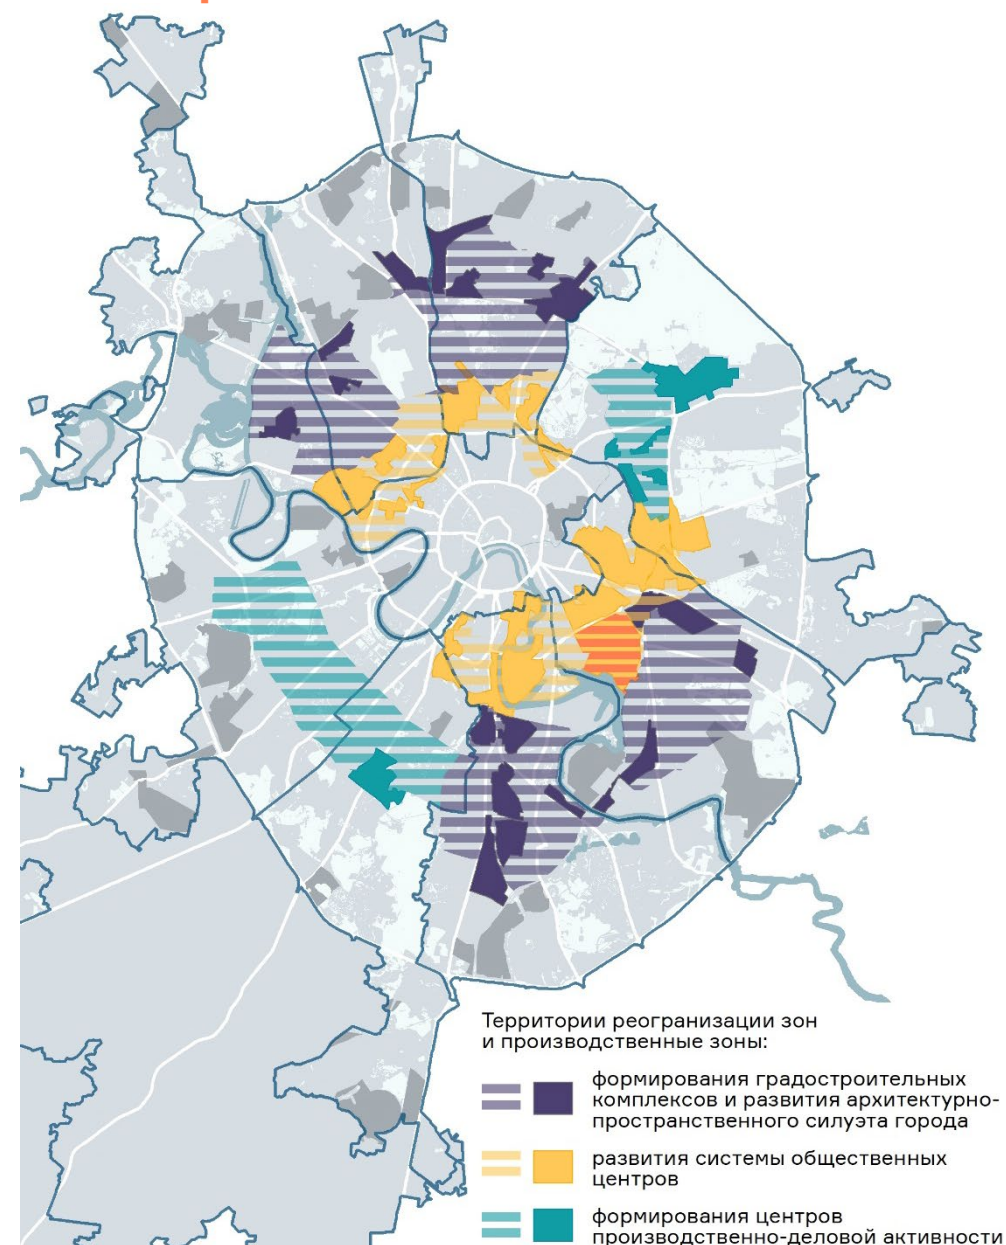 Территории реогранизации зон
и производственные зоны:
формирования градостроительных
комплексов и развития архитектурно-
пространственного силуэта города
развития системы общественных
центров
формирования центров
производственно-деловой активности